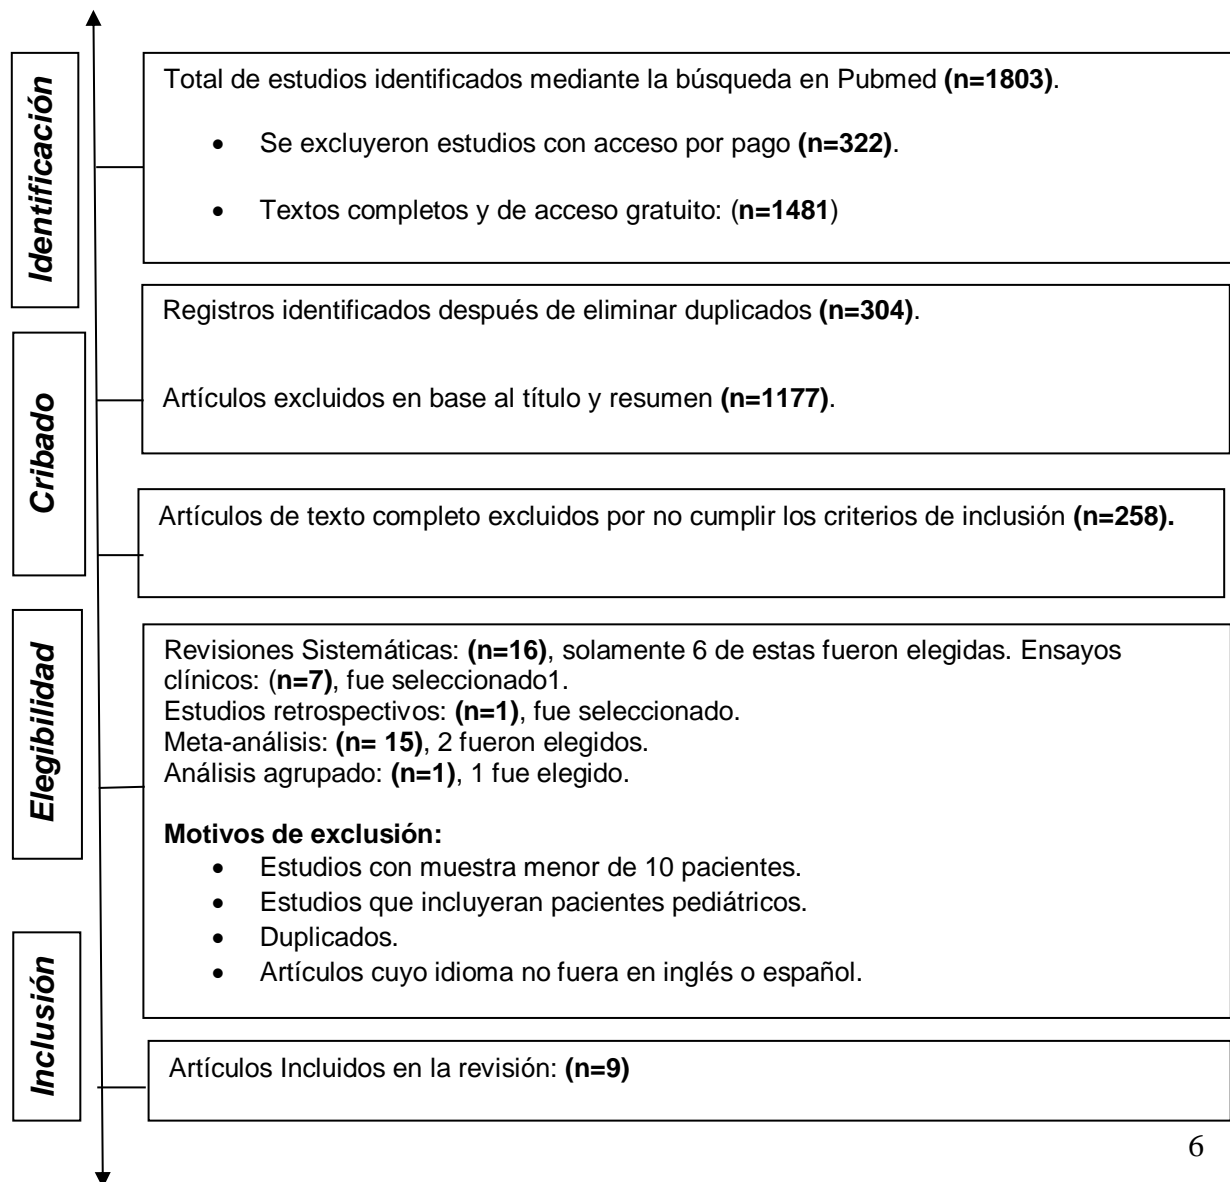 Identificación
Total de estudios identificados mediante la búsqueda en Pubmed (n=1803).
• Se excluyeron estudios con acceso por pago (n=322).
• Textos completos y de acceso gratuito: (n=1481)
Cribado
Registros identificados después de eliminar duplicados (n=304).
Artículos excluidos en base al título y resumen (n=1177).
Artículos de texto completo excluidos por no cumplir los criterios de inclusión (n=258).
Elegibilidad
Revisiones Sistemáticas: (n=16), solamente 6 de estas fueron elegidas. Ensayos
clínicos: (n=7), fue seleccionado1.
Estudios retrospectivos: (n=1), fue seleccionado.
Meta-análisis: (n= 15), 2 fueron elegidos.
Análisis agrupado: (n=1), 1 fue elegido.
Motivos de exclusión:
• Estudios con muestra menor de 10 pacientes.
• Estudios que incluyeran pacientes pediátricos.
• Duplicados.
• Artículos cuyo idioma no fuera en inglés o español.
Inclusión
Artículos Incluidos en la revisión: (n=9)
6